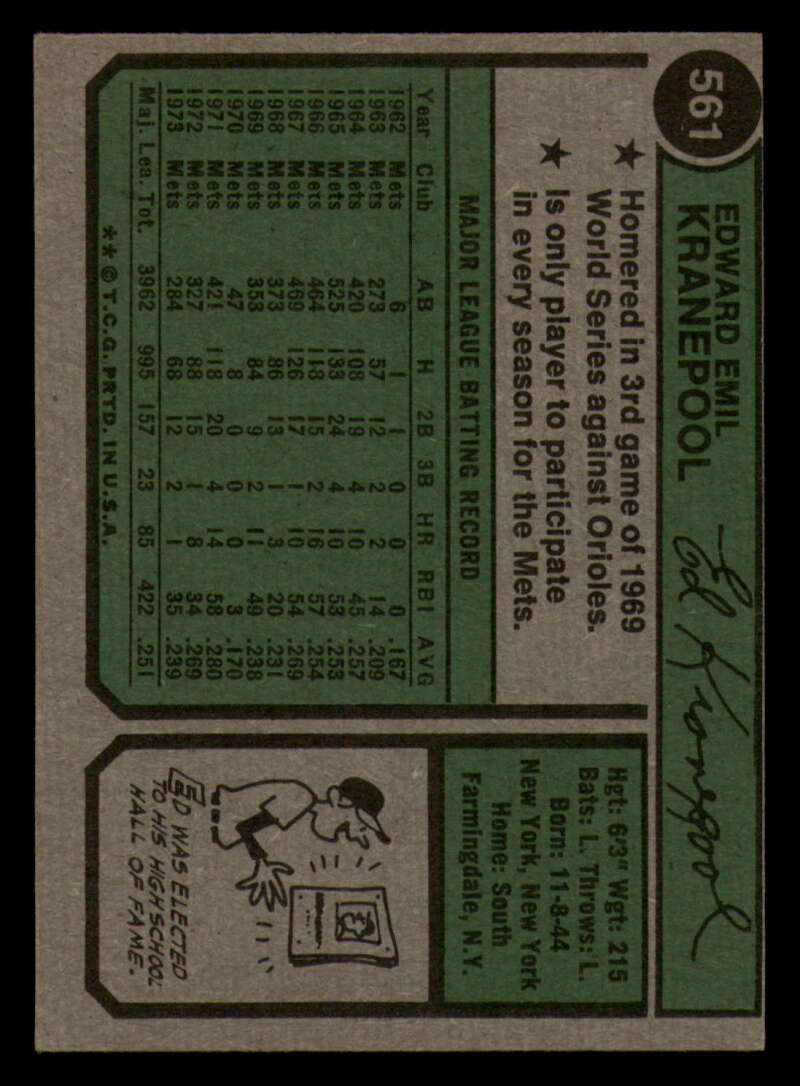 561
EDWARD EMIL
KRANEPOOL
Ed Kranepool
★ Homered in 3rd game of 1969
World Series against Orioles.
★ Is only player to participate
in every season for the Mets.
MAJOR LEAGUE BATTING RECORD
Year Club AB H 2B 3B HR RBI AVG
1962 Mets 6 1 1 0 0 0 .167
1963 Mets 273 57 12 2 2 14 .209
1964 Mets 420 108 19 4 10 45 .257
1965 Mets 525 133 24 4 10 53 .253
1966 Mets 464 118 15 2 16 57 .254
1967 Mets 469 126 17 1 10 54 .269
1968 Mets 373 86 13 1 3 20 .231
1969 Mets 353 84 9 2 11 49 .238
1970 Mets 47 8 0 0 0 3 .170
1971 Mets 421 118 20 4 14 58 .280
1972 Mets 327 88 15 1 8 34 .269
1973 Mets 284 68 12 2 1 35 .239
Maj. Lea. Tot. 3962 995 157 23 85 422 .251
** © T.C.G. PRTD. IN U.S.A.
Hgt: 6'3" Wgt: 215
Bats: L. Throws: L.
Born: 11-8-44
New York, New York
Home: South
Farmingdale, N.Y.
ED WAS ELECTED
TO HIS HIGH SCHOOL
HALL OF FAME.